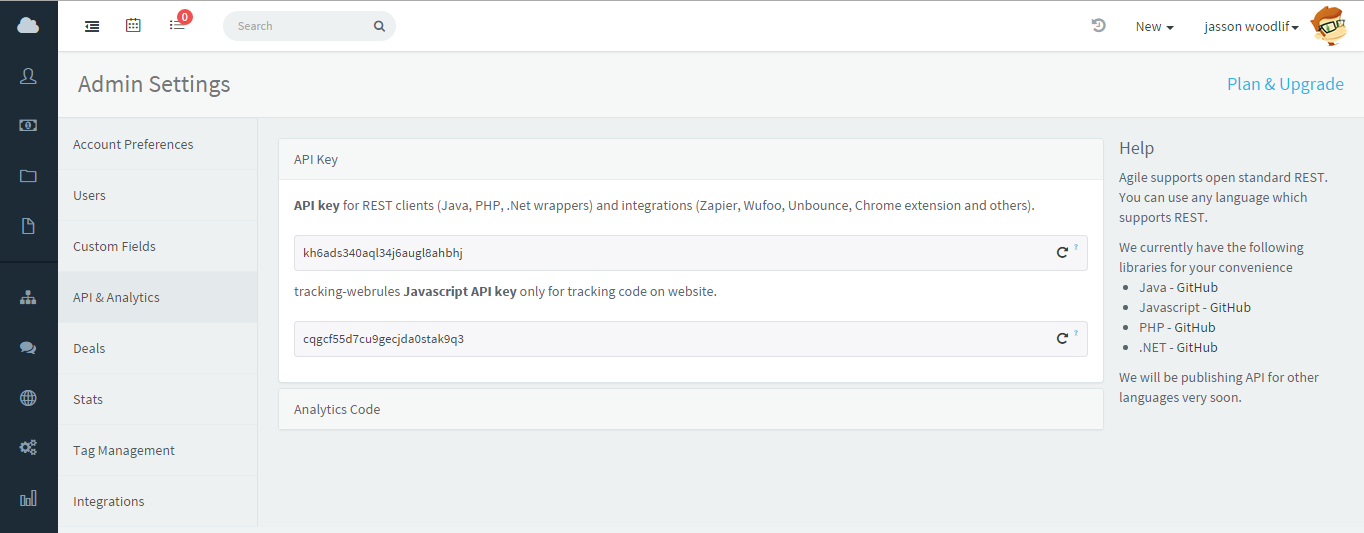 0
Search
New
jasson woodlif
Admin Settings
Plan & Upgrade
Account Preferences
Users
Custom Fields
API & Analytics
Deals
Stats
Tag Management
Integrations
API Key
API key for REST clients (Java, PHP, .Net wrappers) and integrations (Zapier, Wufoo, Unbounce, Chrome extension and others).
kh6ads340aql34j6augl8ahbhj
?
tracking-webrules Javascript API key only for tracking code on website.
cqgcf55d7cu9gecjda0stak9q3
?
Analytics Code
Help
Agile supports open standard REST.
You can use any language which
supports REST.
We currently have the following
libraries for your convenience
• Java - GitHub
• Javascript - GitHub
• PHP - GitHub
• .NET - GitHub
We will be publishing API for other
languages very soon.